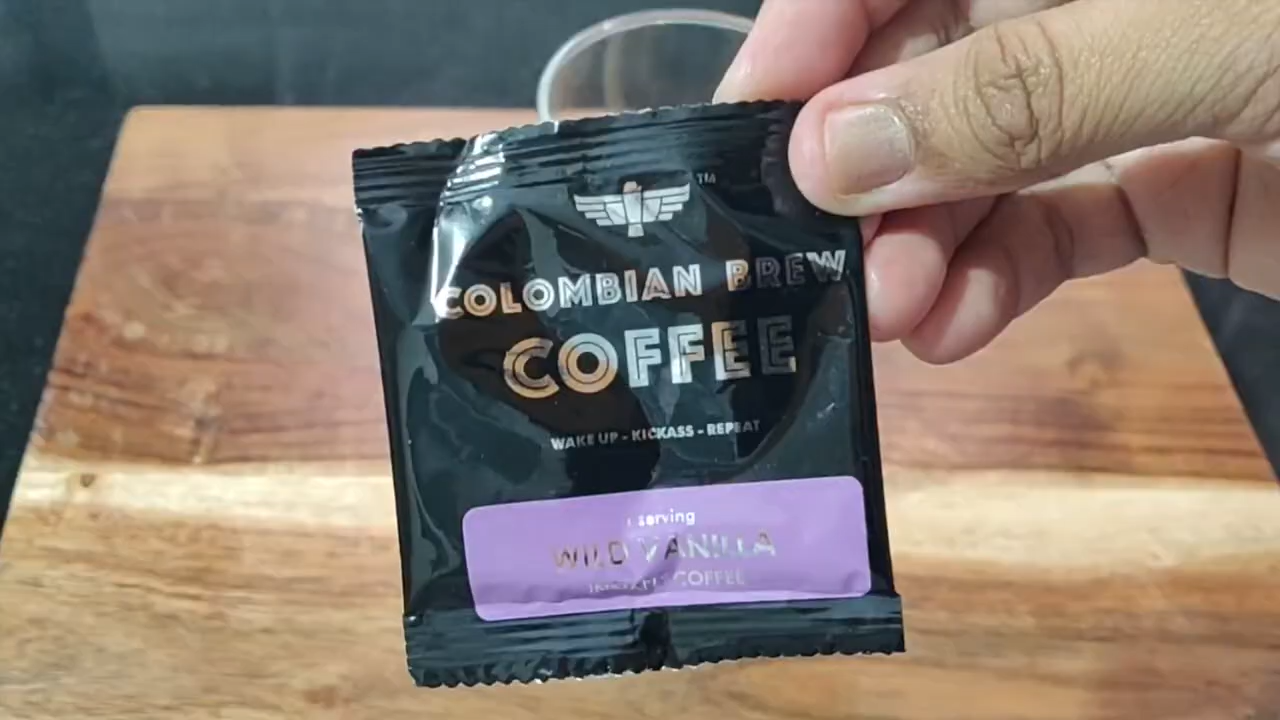 TM
COLOMBIAN BREW
COFFEE
WAKE UP - KICKASS - REPEAT
1 serving
WILD VANILLA
INSTANT COFFEE